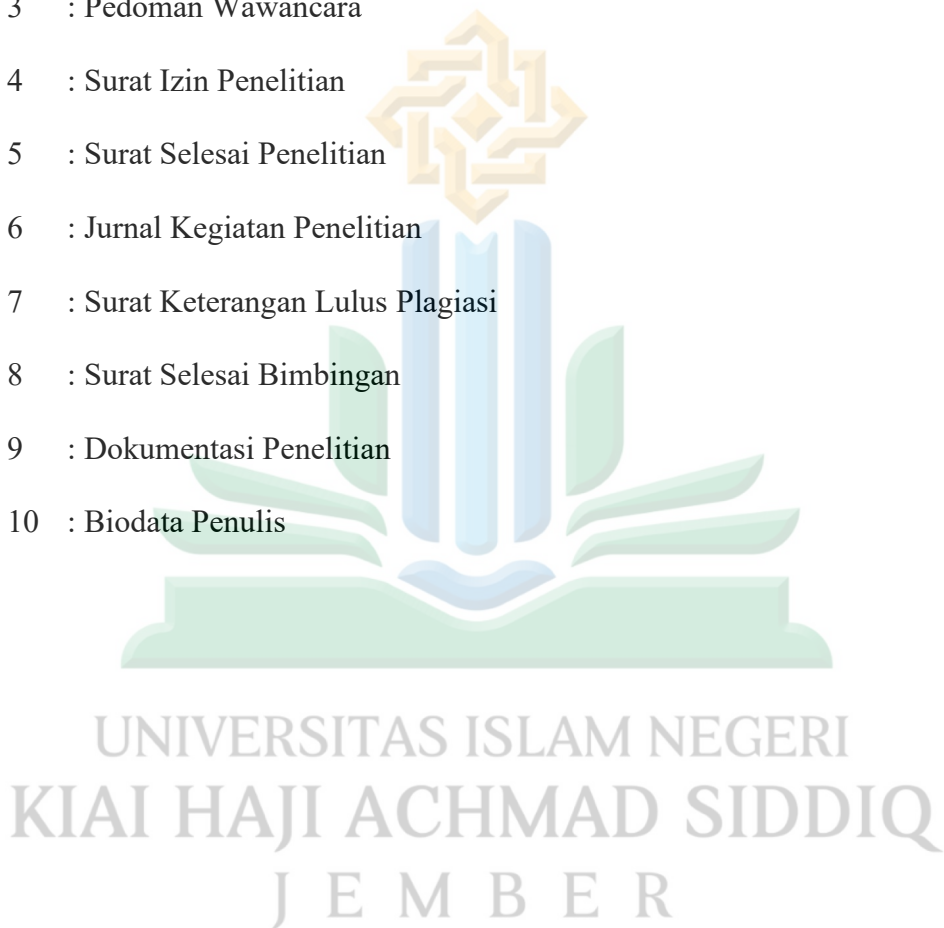 3 : Pedoman Wawancara
4 : Surat Izin Penelitian
5 : Surat Selesai Penelitian
6 : Jurnal Kegiatan Penelitian
7 : Surat Keterangan Lulus Plagiasi
8 : Surat Selesai Bimbingan
9 : Dokumentasi Penelitian
10 : Biodata Penulis
UNIVERSITAS ISLAM NEGERI
KIAI HAJI ACHMAD SIDDIQ
JEMBER